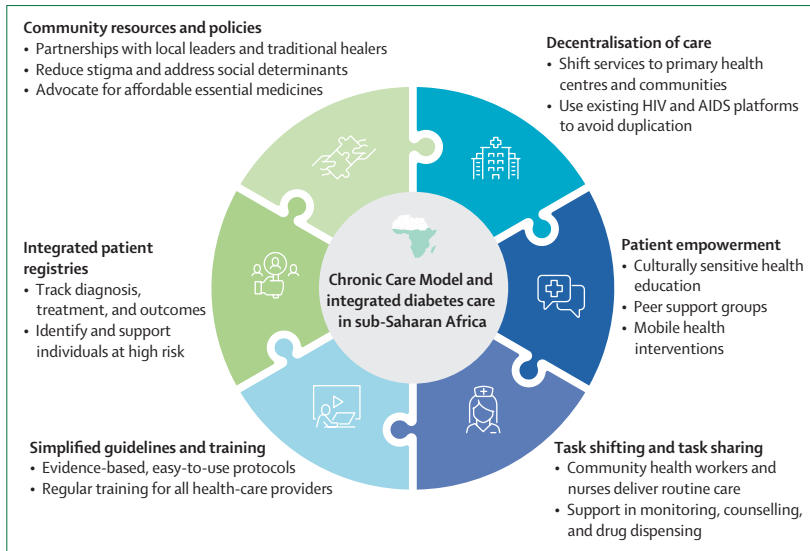 Community resources and policies
• Partnerships with local leaders and traditional healers
• Reduce stigma and address social determinants
• Advocate for affordable essential medicines
Decentralisation of care
• Shift services to primary health
centres and communities
• Use existing HIV and AIDS platforms
to avoid duplication
Integrated patient
registries
• Track diagnosis,
treatment, and outcomes
• Identify and support
individuals at high risk
Chronic Care Model and
integrated diabetes care
in sub-Saharan Africa
Patient empowerment
• Culturally sensitive health
education
• Peer support groups
• Mobile health
interventions
Simplified guidelines and training
• Evidence-based, easy-to-use protocols
• Regular training for all health-care providers
Task shifting and task sharing
• Community health workers and
nurses deliver routine care
• Support in monitoring, counselling,
and drug dispensing